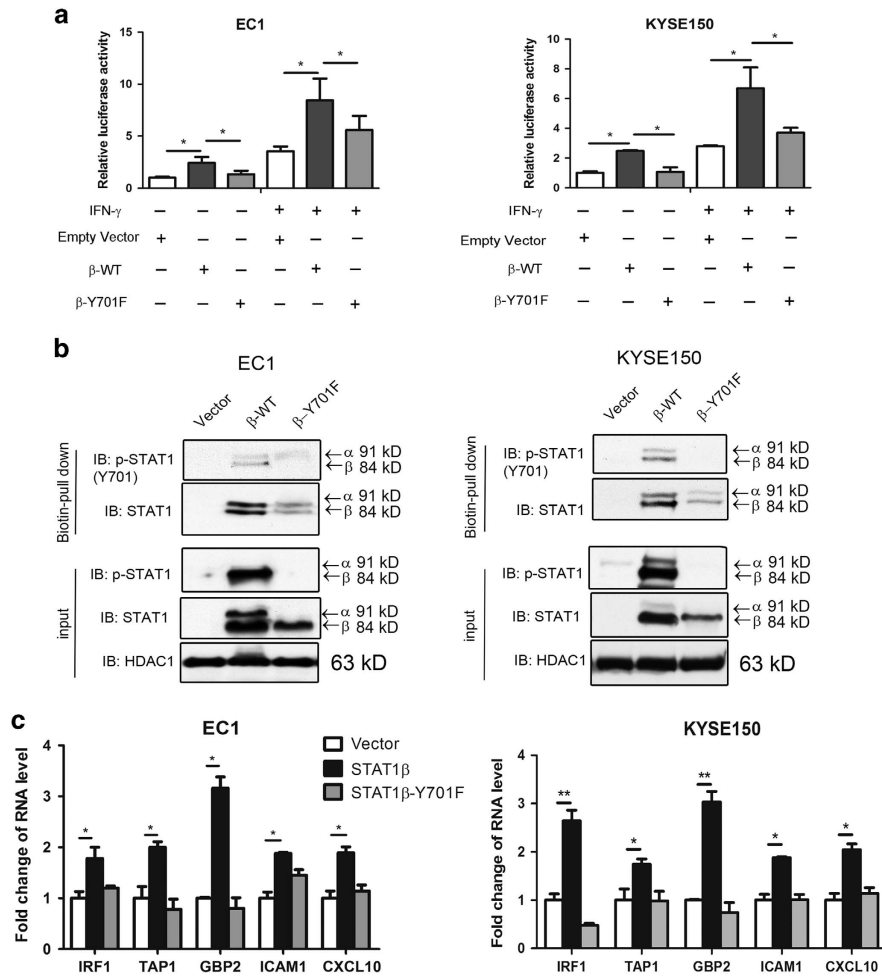 a
EC1
Relative luciferase activity
15
10
5
0
* * * *
IFN-γ – – – + + +
Empty Vector + – – + – –
β-WT – + – – + –
β-Y701F – – + – – +
KYSE150
Relative luciferase activity
10
8
6
4
2
0
* * * *
IFN-γ – – – + + +
Empty Vector + – – + – –
β-WT – + – – + –
β-Y701F – – + – – +
b
EC1
Vector β-WT β–Y701F
Biotin-pull down
IB: p-STAT1 (Y701)
←α 91 kD
←β 84 kD
IB: STAT1
←α 91 kD
←β 84 kD
input
IB: p-STAT1
←α 91 kD
←β 84 kD
IB: STAT1
←α 91 kD
←β 84 kD
IB: HDAC1
63 kD
KYSE150
Vector β-WT β–Y701F
Biotin-pull down
IB: p-STAT1 (Y701)
←α 91 kD
←β 84 kD
IB: STAT1
←α 91 kD
←β 84 kD
input
IB: p-STAT1
←α 91 kD
←β 84 kD
IB: STAT1
←α 91 kD
←β 84 kD
IB: HDAC1
63 kD
c
EC1
Vector
STAT1β
STAT1β-Y701F
Fold change of RNA level
4
3
2
1
0
* * * * *
IRF1 TAP1 GBP2 ICAM1 CXCL10
KYSE150
Fold change of RNA level
4
3
2
1
0
** * ** * *
IRF1 TAP1 GBP2 ICAM1 CXCL10